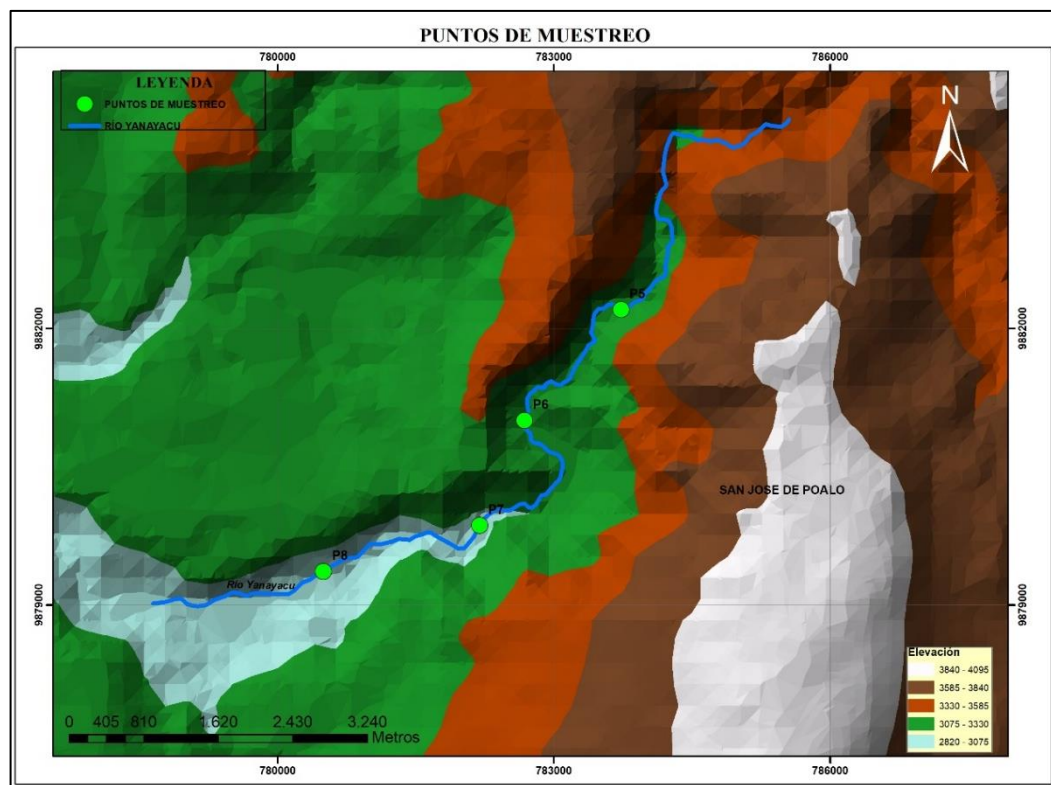 PUNTOS DE MUESTREO
780000 783000 786000
LEYENDA
PUNTOS DE MUESTREO
RÍO YANAYACU
N
P5
9882000 9882000
P6
SAN JOSE DE POALO
P7
P8
Río Yanayacu
9879000 9879000
Elevación
3840 - 4095
3585 - 3840
3330 - 3585
3075 - 3330
2820 - 3075
0 405 810 1.620 2.430 3.240
Metros
780000 783000 786000